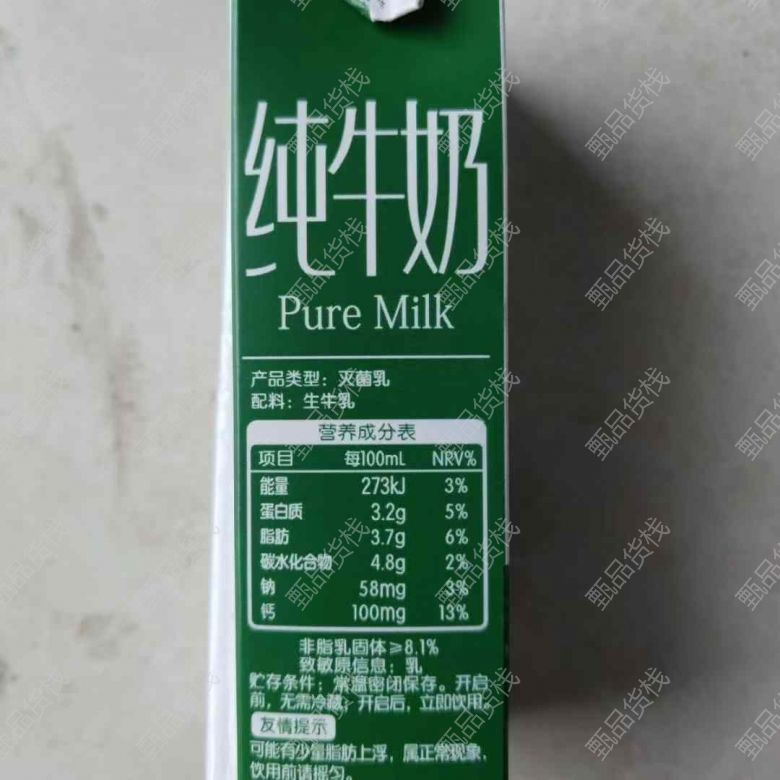 纯牛奶
Pure Milk
产品类型：灭菌乳
配料：生牛乳
营养成分表
项目 每100mL NRV%
能量 273kJ 3%
蛋白质 3.2g 5%
脂肪 3.7g 6%
碳水化合物 4.8g 2%
钠 58mg 3%
钙 100mg 13%
非脂乳固体≥8.1%
致敏原信息：乳
贮存条件：常温密闭保存。开启
前，无需冷藏；开启后，立即饮用。
友情提示
可能有少量脂肪上浮，属正常现象，
饮用前请摇匀。
甄品货栈